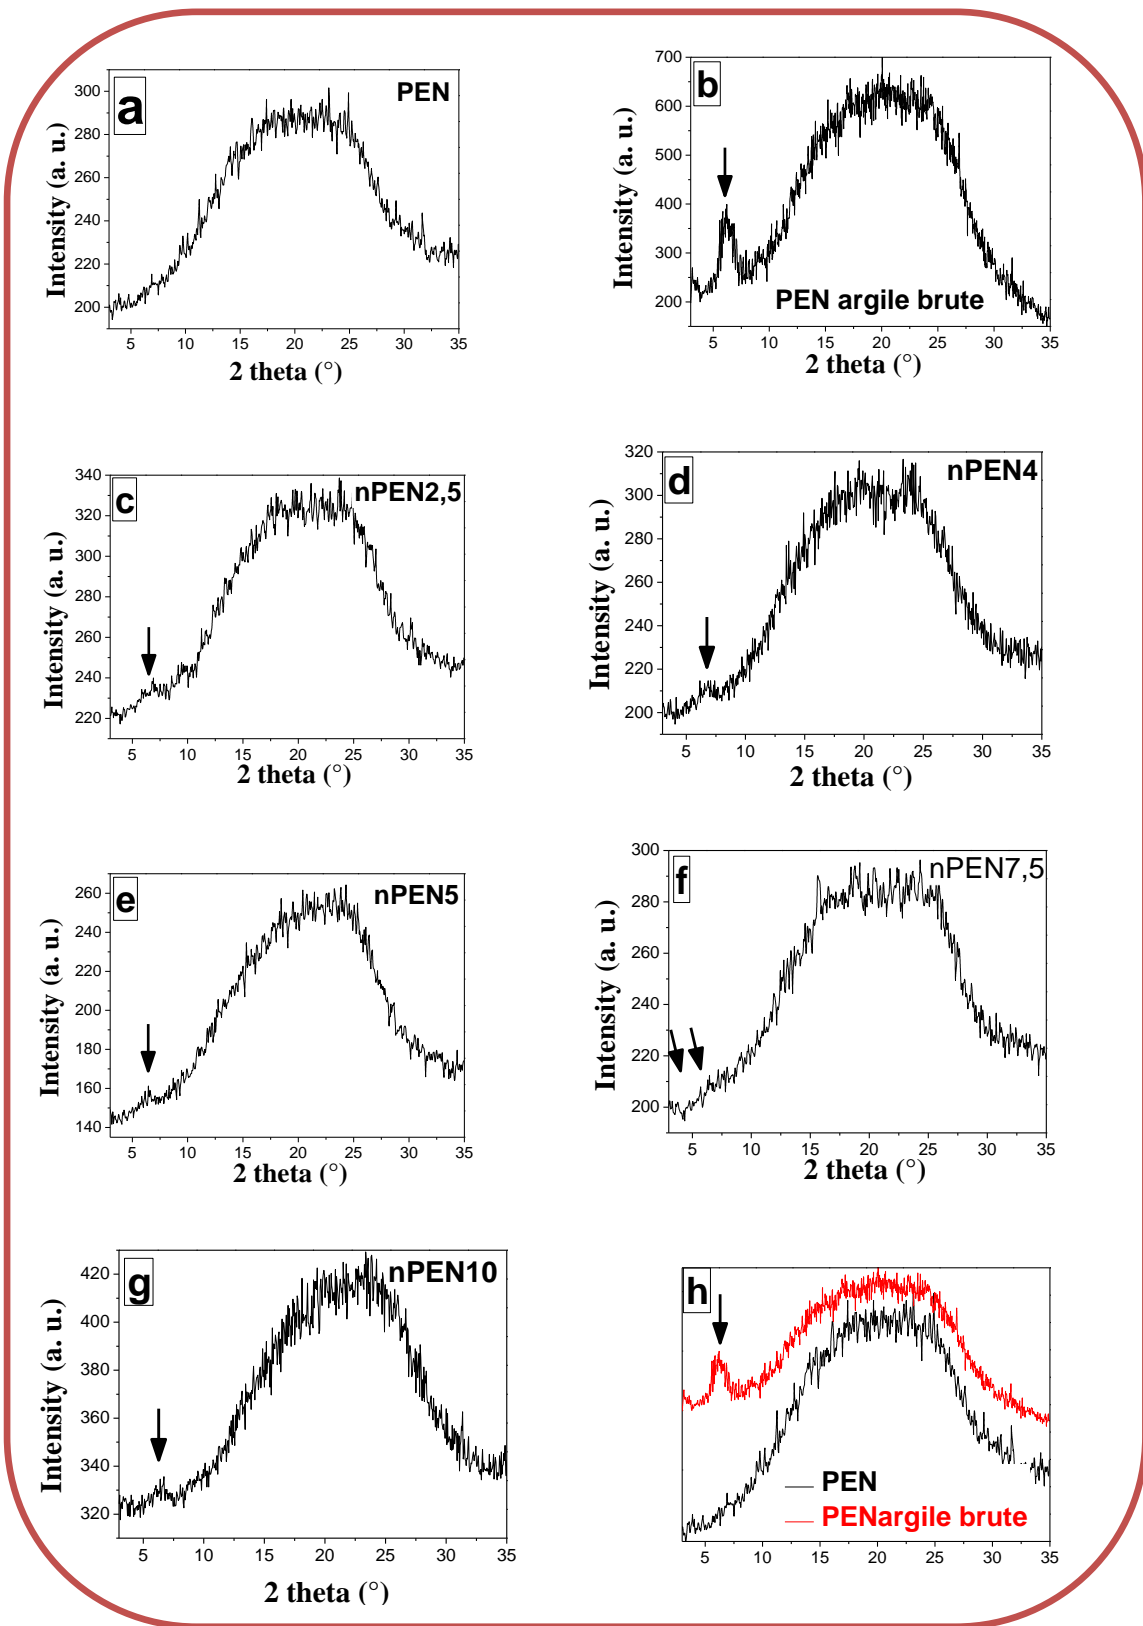 a
PEN
300
280
260
240
220
200
5 10 15 20 25 30 35
Intensity (a. u.)
2 theta (°)
b
700
600
500
400
300
200
PEN argile brute
5 10 15 20 25 30 35
Intensity (a. u.)
2 theta (°)
c
nPEN2,5
340
320
300
280
260
240
220
5 10 15 20 25 30 35
Intensity (a. u.)
2 theta (°)
d
nPEN4
320
300
280
260
240
220
200
5 10 15 20 25 30 35
Intensity (a. u.)
2 theta (°)
e
nPEN5
260
240
220
200
180
160
140
5 10 15 20 25 30 35
Intensity (a. u.)
2 theta (°)
f
nPEN7,5
300
280
260
240
220
200
5 10 15 20 25 30 35
Intensity (a. u.)
2 theta (°)
g
nPEN10
420
400
380
360
340
320
5 10 15 20 25 30 35
Intensity (a. u.)
2 theta (°)
h
PEN
PENargile brute
5 10 15 20 25 30 35